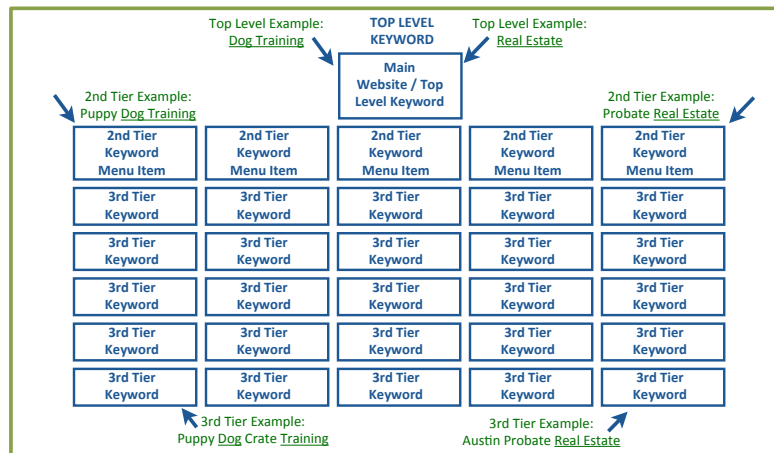 Top Level Example:
Dog Training
TOP LEVEL
KEYWORD
Top Level Example:
Real Estate
Main
Website / Top
Level Keyword
2nd Tier Example:
Puppy Dog Training
2nd Tier Example:
Probate Real Estate
2nd Tier
Keyword
Menu Item
2nd Tier
Keyword
Menu Item
2nd Tier
Keyword
Menu Item
2nd Tier
Keyword
Menu Item
2nd Tier
Keyword
Menu Item
3rd Tier
Keyword
3rd Tier
Keyword
3rd Tier
Keyword
3rd Tier
Keyword
3rd Tier
Keyword
3rd Tier
Keyword
3rd Tier
Keyword
3rd Tier
Keyword
3rd Tier
Keyword
3rd Tier
Keyword
3rd Tier
Keyword
3rd Tier
Keyword
3rd Tier
Keyword
3rd Tier
Keyword
3rd Tier
Keyword
3rd Tier
Keyword
3rd Tier
Keyword
3rd Tier
Keyword
3rd Tier
Keyword
3rd Tier
Keyword
3rd Tier
Keyword
3rd Tier
Keyword
3rd Tier
Keyword
3rd Tier
Keyword
3rd Tier
Keyword
3rd Tier Example:
Puppy Dog Crate Training
3rd Tier Example:
Austin Probate Real Estate